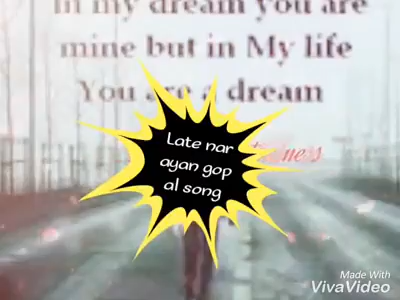 In my dream you are
mine but in My life
You are a dream
Late nar
ayan gop
al song
Made With
VivaVideo